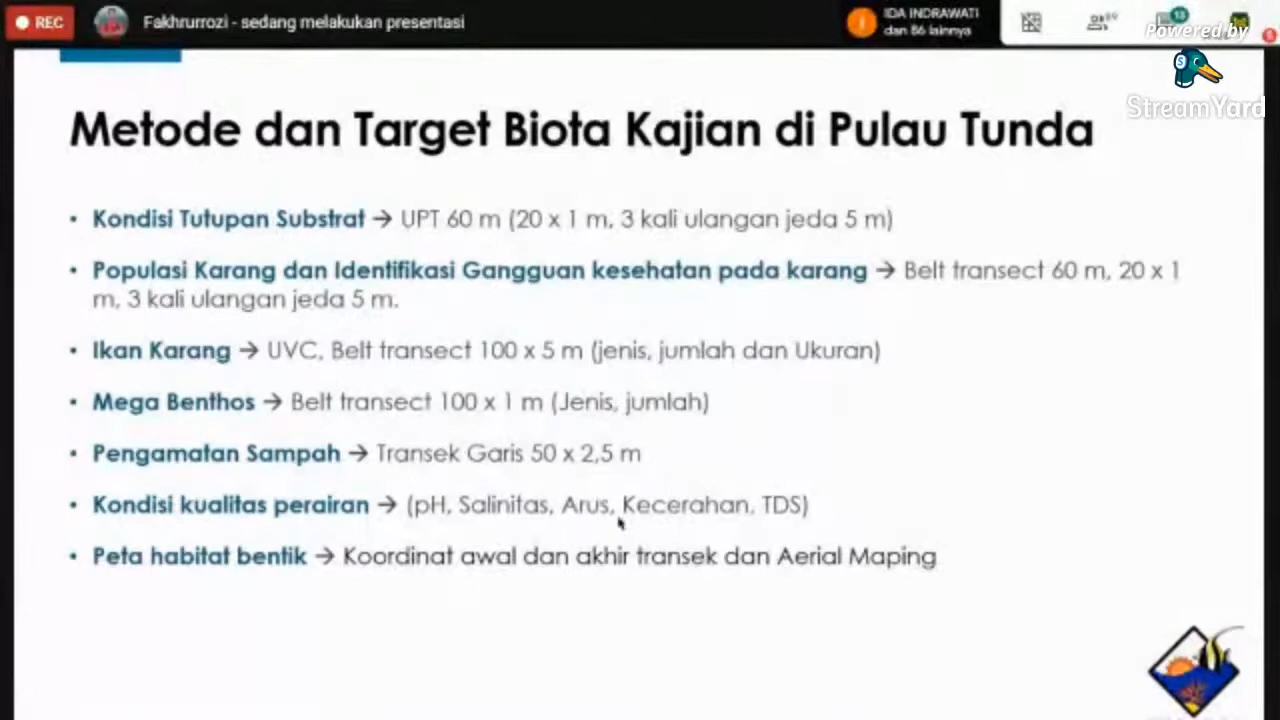 REC
Fakhrurrozi - sedang melakukan presentasi
IDA INDRAWATI
dan 86 lainnya
Powered by
StreamYard
Metode dan Target Biota Kajian di Pulau Tunda
• Kondisi Tutupan Substrat → UPT 60 m (20 x 1 m, 3 kali ulangan jeda 5 m)
• Populasi Karang dan Identifikasi Gangguan kesehatan pada karang → Belt transect 60 m, 20 x 1
m, 3 kali ulangan jeda 5 m.
• Ikan Karang → UVC, Belt transect 100 x 5 m (jenis, jumlah dan Ukuran)
• Mega Benthos → Belt transect 100 x 1 m (Jenis, jumlah)
• Pengamatan Sampah → Transek Garis 50 x 2,5 m
• Kondisi kualitas perairan → (pH, Salinitas, Arus, Kecerahan, TDS)
• Peta habitat bentik → Koordinat awal dan akhir transek dan Aerial Maping